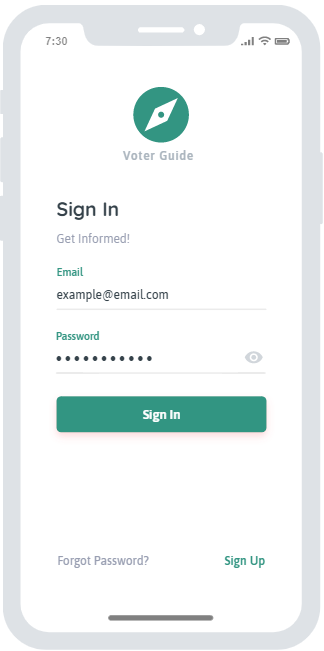 7:30
Voter Guide
Sign In
Get Informed!
Email
example@email.com
Password
•••••••••••
Sign In
Forgot Password? Sign Up